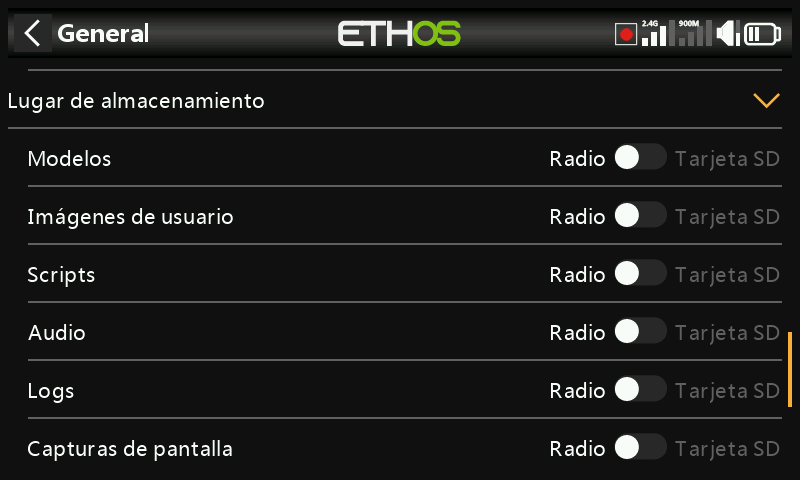 General
ETHOS
2.4G
900M
Lugar de almacenamiento
Modelos Radio Tarjeta SD
Imágenes de usuario Radio Tarjeta SD
Scripts Radio Tarjeta SD
Audio Radio Tarjeta SD
Logs Radio Tarjeta SD
Capturas de pantalla Radio Tarjeta SD